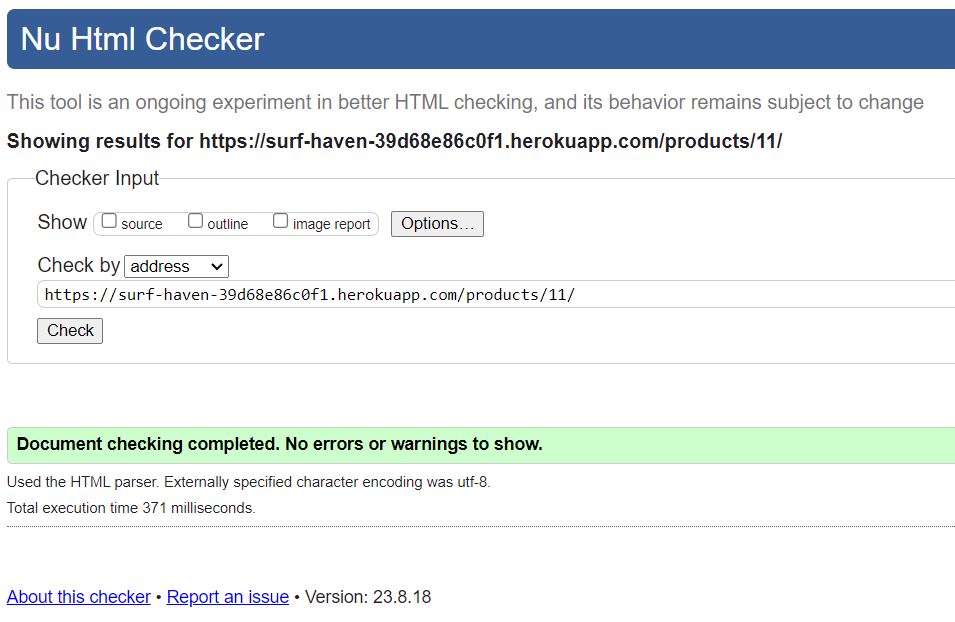 Nu Html Checker
This tool is an ongoing experiment in better HTML checking, and its behavior remains subject to change
Showing results for https://surf-haven-39d68e86c0f1.herokuapp.com/products/11/
Checker Input
Show source outline image report Options…
Check by address
https://surf-haven-39d68e86c0f1.herokuapp.com/products/11/
Check
Document checking completed. No errors or warnings to show.
Used the HTML parser. Externally specified character encoding was utf-8.
Total execution time 371 milliseconds.
About this checker • Report an issue • Version: 23.8.18